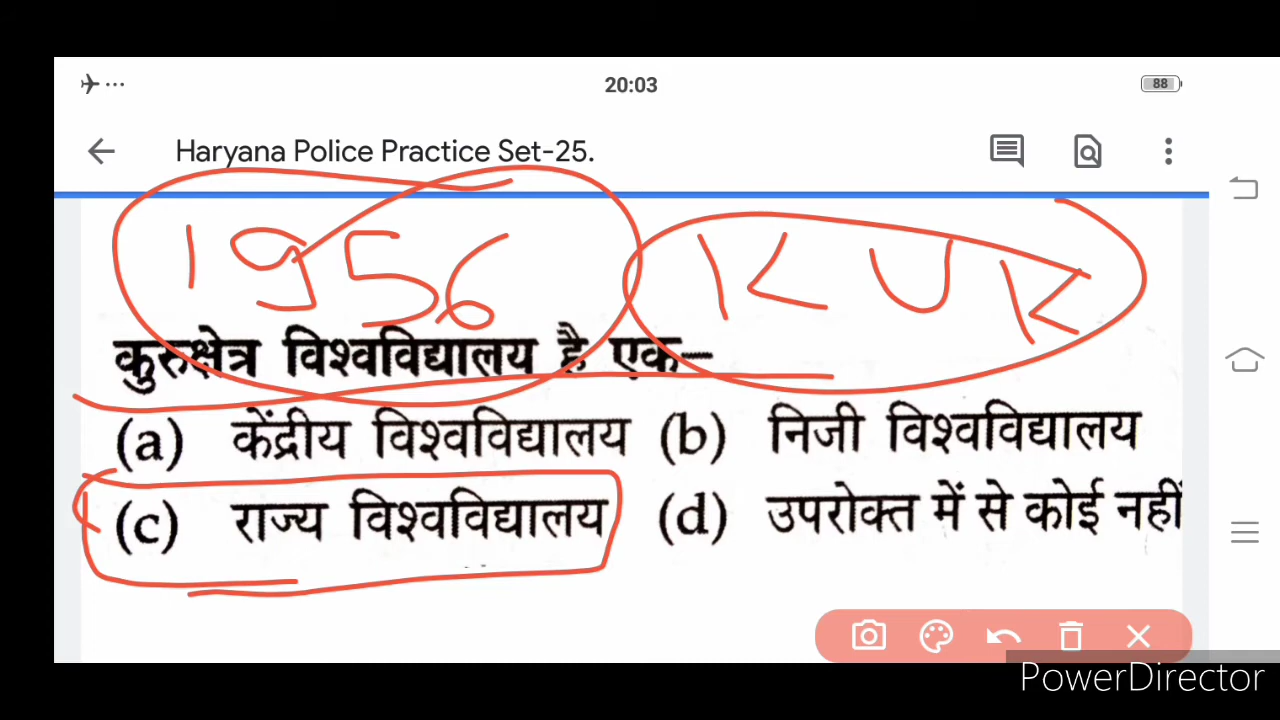 20:03
88
Haryana Police Practice Set-25.
1956 KUK
कुरुक्षेत्र विश्वविद्यालय है एक–
(a) केंद्रीय विश्वविद्यालय (b) निजी विश्वविद्यालय
(c) राज्य विश्वविद्यालय (d) उपरोक्त में से कोई नहीं
PowerDirector